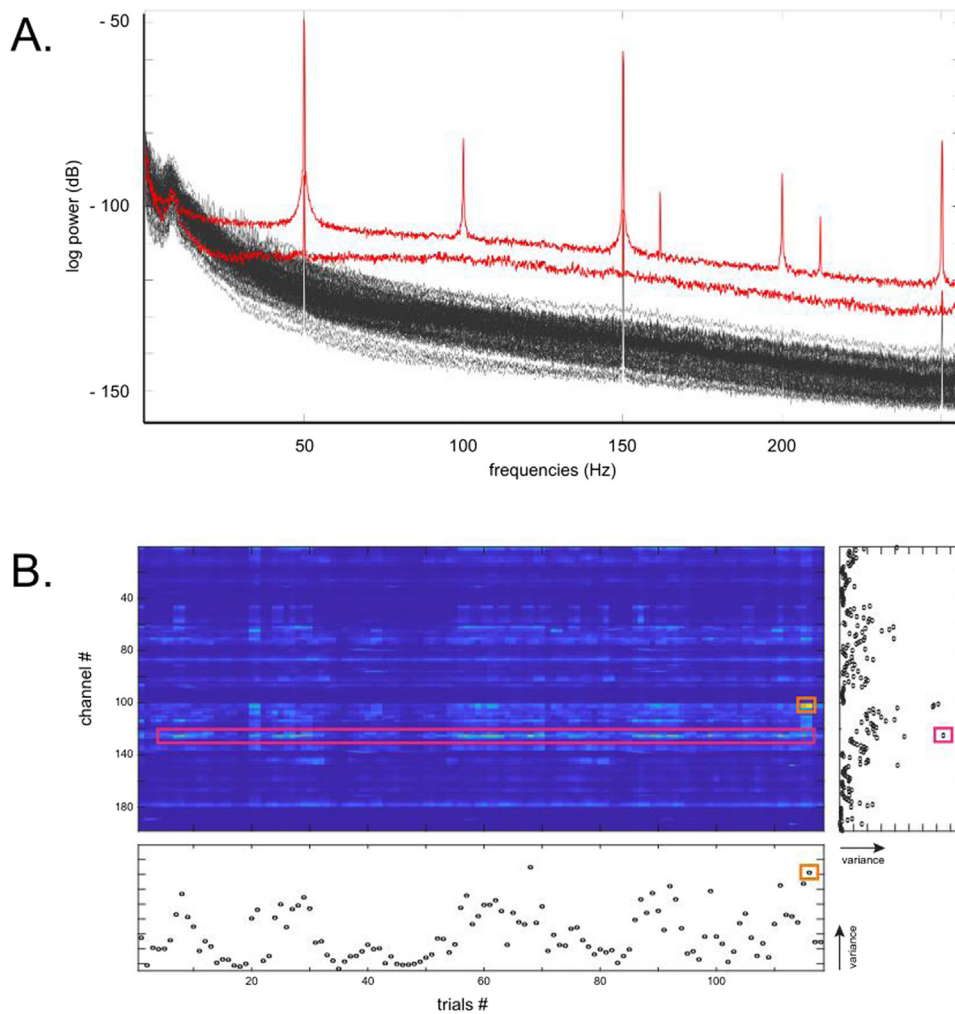 A.
- 50
- 100
- 150
log power (dB)
50
100
150
200
frequencies (Hz)
B.
40
80
100
140
180
channel #
variance
variance
20
40
60
80
100
trials #